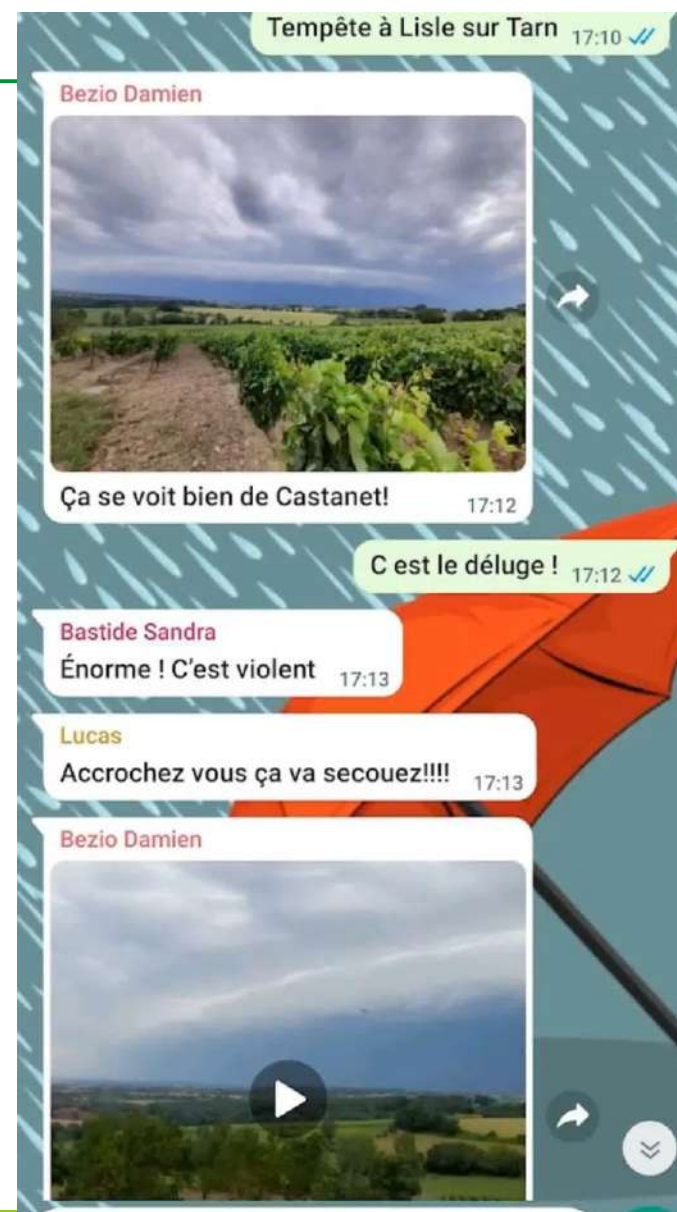 Tempête à Lisle sur Tarn 17:10
Bezio Damien
Ça se voit bien de Castanet!
17:12
C est le déluge ! 17:12
Bastide Sandra
Énorme ! C'est violent 17:13
Lucas
Accrochez vous ça va secouez!!!! 17:13
Bezio Damien